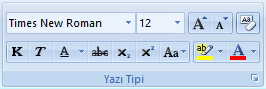 Times New Roman 12 A A
K T A abc x₂ x² Aa ab A
Yazı Tipi